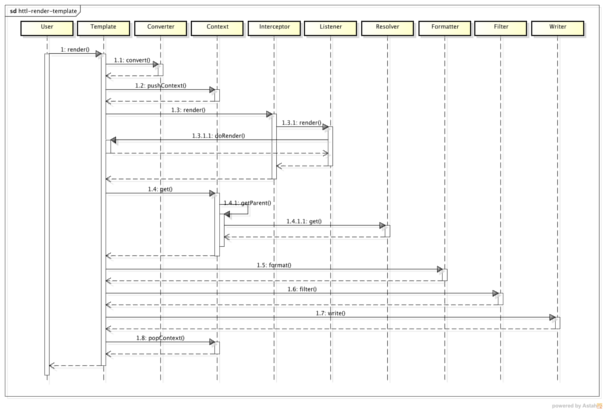 sd httl-render-template
User
Template
Converter
Context
Interceptor
Listener
Resolver
Formatter
Filter
Writer
1: render()
1.1: convert()
1.2: pushContext()
1.3: render()
1.3.1: render()
1.3.1.1: doRender()
1.4: get()
1.4.1: getParent()
1.4.1.1: get()
1.5: format()
1.6: filter()
1.7: write()
1.8: popContext()
powered by Astah